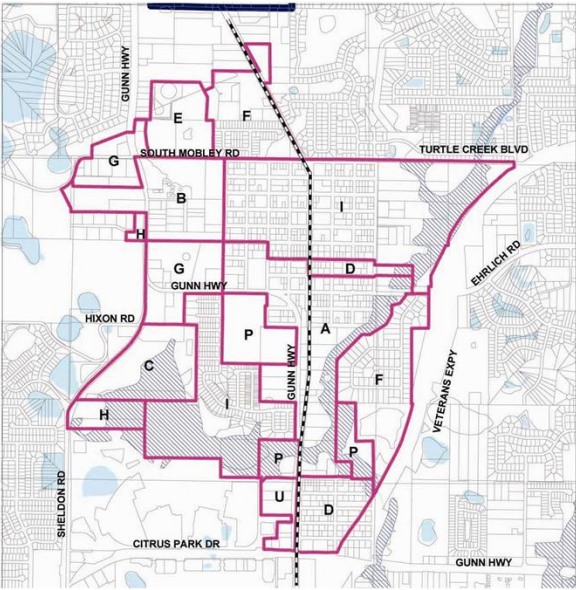 GUNN HWY
E
F
SOUTH MOBLEY RD
TURTLE CREEK BLVD
G
B
I
H
EHRLICH RD
G
D
GUNN HWY
HIXON RD
P
A
GUNN HWY
C
F
VETERANS EXPY
I
H
P
P
SHELDON RD
U
D
CITRUS PARK DR
GUNN HWY